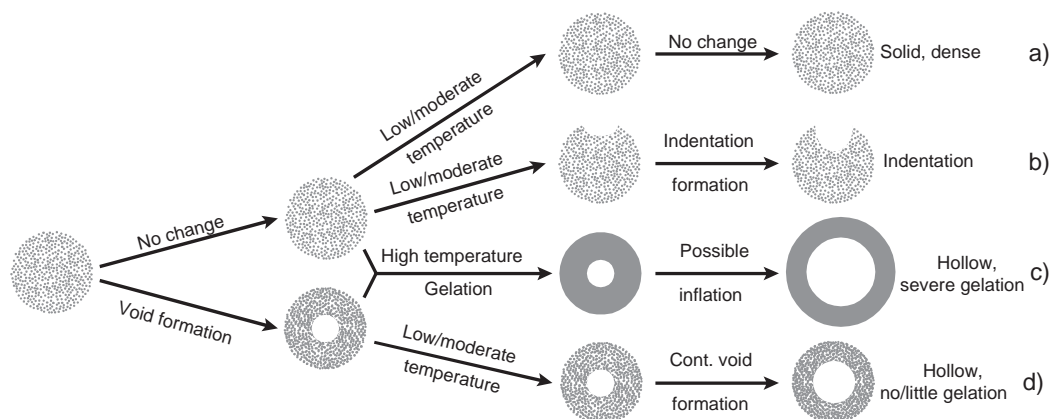 Low/moderate
temperature
No change
Solid, dense
a)
Low/moderate
temperature
Indentation
formation
Indentation
b)
No change
High temperature
Gelation
Possible
inflation
Hollow,
severe gelation
c)
Void formation
Low/moderate
temperature
Cont. void
formation
Hollow,
no/little gelation
d)